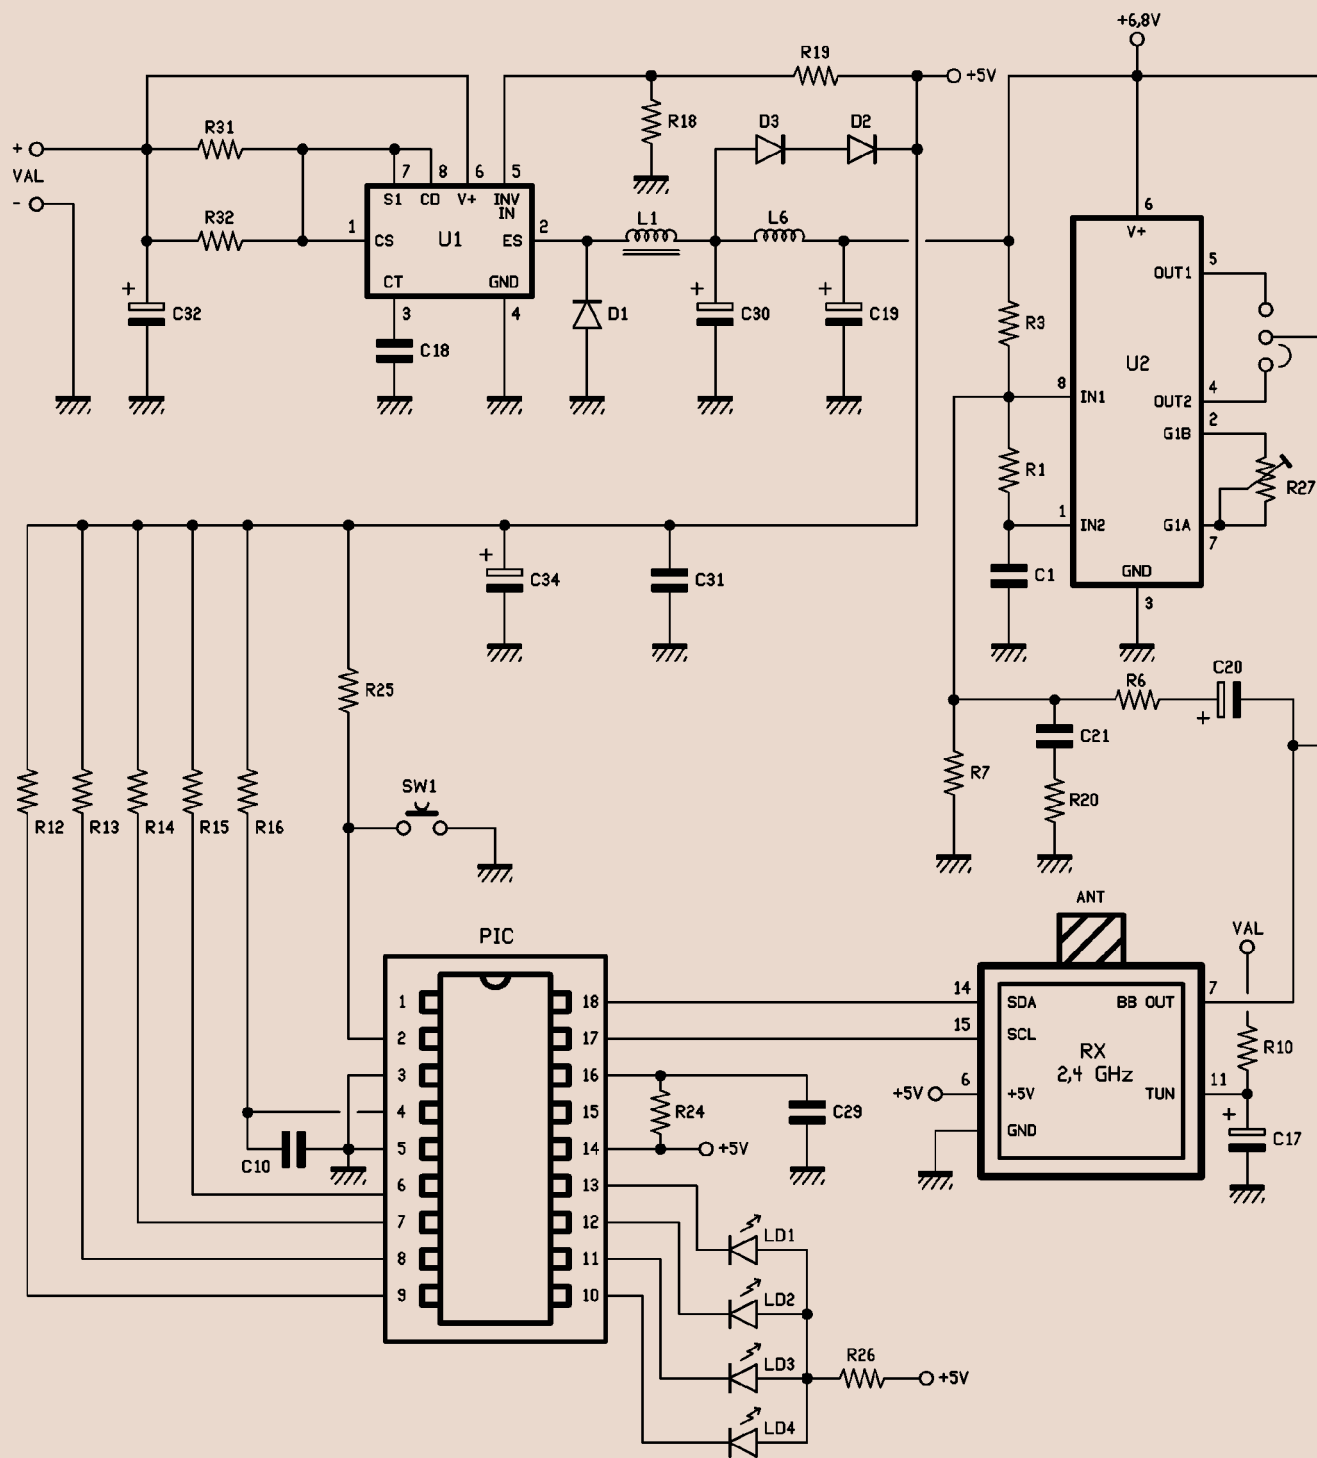 +6,8V
R19
+5V
R31
R18
D3
D2
+
VAL
-
7
8
6
5
S1
CD
V+
INV
IN
R32
1
CS
U1
ES
2
L1
L6
6
V+
5
OUT1
CT
GND
+
C32
3
C18
4
D1
+
C30
+
C19
R3
U2
8
IN1
4
OUT2
2
G1B
R1
R27
1
IN2
G1A
7
+
C34
C31
C1
GND
3
R25
R6
C20
+
C21
R7
R20
SW1
R12
R13
R14
R15
R16
ANT
VAL
PIC
1
18
14
SDA
BB OUT
7
2
17
15
SCL
RX
2,4 GHz
R10
3
16
6
+5V
+5V
TUN
11
4
15
R24
C29
GND
+
C17
C10
5
14
+5V
6
13
7
12
LD1
8
11
LD2
9
10
LD3
R26
+5V
LD4